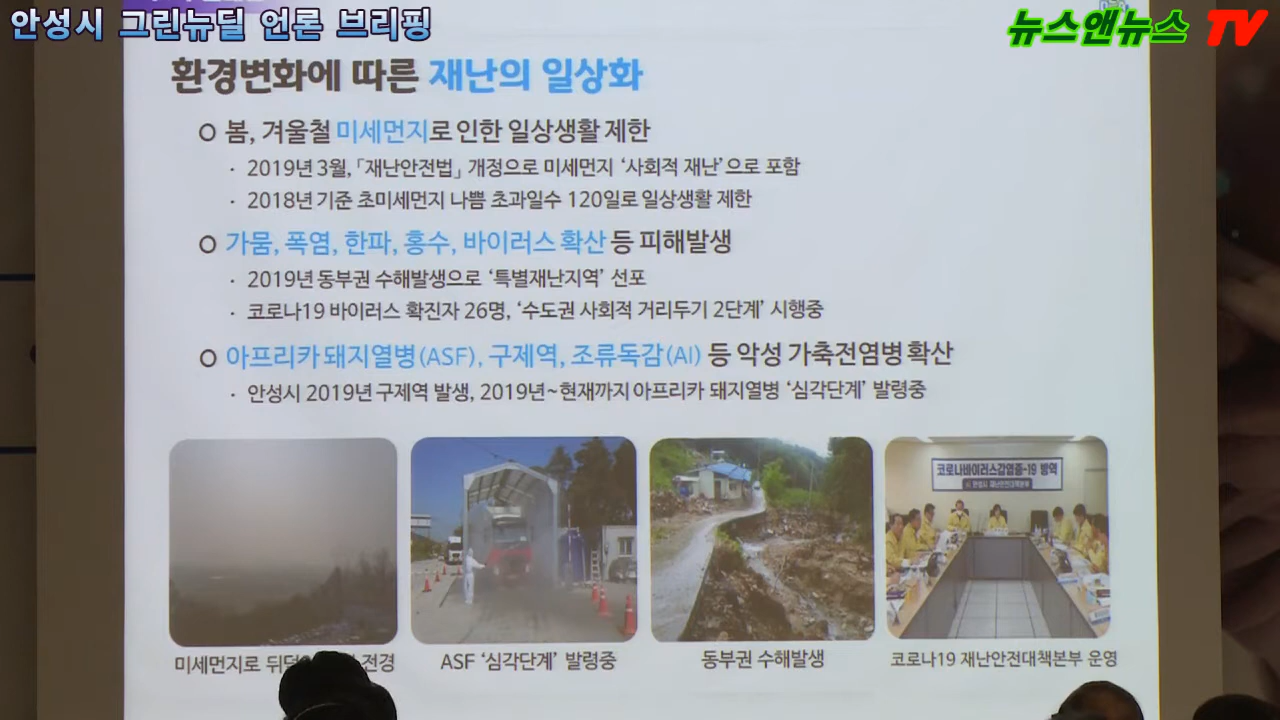 안성시 그린뉴딜 언론 브리핑
뉴스앤뉴스 TV
환경변화에 따른 재난의 일상화
봄, 겨울철 미세먼지로 인한 일상생활 제한
· 2019년 3월, 「재난안전법」 개정으로 미세먼지 ‘사회적 재난’으로 포함
· 2018년 기준 초미세먼지 나쁨 초과일수 120일로 일상생활 제한
가뭄, 폭염, 한파, 홍수, 바이러스 확산 등 피해발생
· 2019년 동부권 수해발생으로 ‘특별재난지역’ 선포
· 코로나19 바이러스 확진자 26명, ‘수도권 사회적 거리두기 2단계’ 시행중
아프리카 돼지열병(ASF), 구제역, 조류독감(AI) 등 악성 가축전염병 확산
· 안성시 2019년 구제역 발생, 2019년~현재까지 아프리카 돼지열병 ‘심각단계’ 발령중
코로나바이러스감염증-19 방역
안성시 재난안전대책본부
미세먼지로 전경
ASF ‘심각단계’ 발령중
동부권 수해발생
코로나19 재난안전대책본부 운영